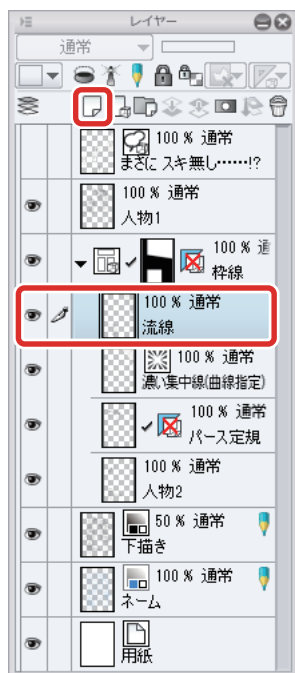 レイヤー
通常
100 % 通常
まさに スキ無し……!?
100 % 通常
人物1
100 % 通
枠線
100 % 通常
流線
100 % 通常
濃い集中線(曲線指定)
100 % 通常
パース定規
100 % 通常
人物2
50 % 通常
下描き
100 % 通常
ネーム
用紙